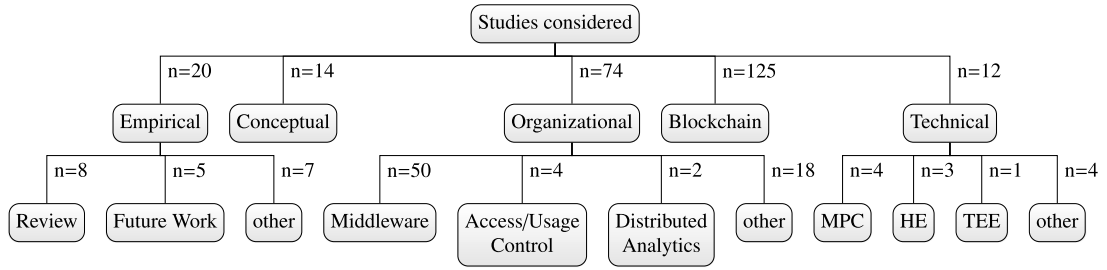 Studies considered
n=20
n=14
n=74
n=125
n=12
Empirical
Conceptual
Organizational
Blockchain
Technical
n=8
n=5
n=7
n=50
n=4
n=2
n=18
n=4
n=3
n=1
n=4
Review
Future Work
other
Middleware
Access/Usage
Control
Distributed
Analytics
other
MPC
HE
TEE
other